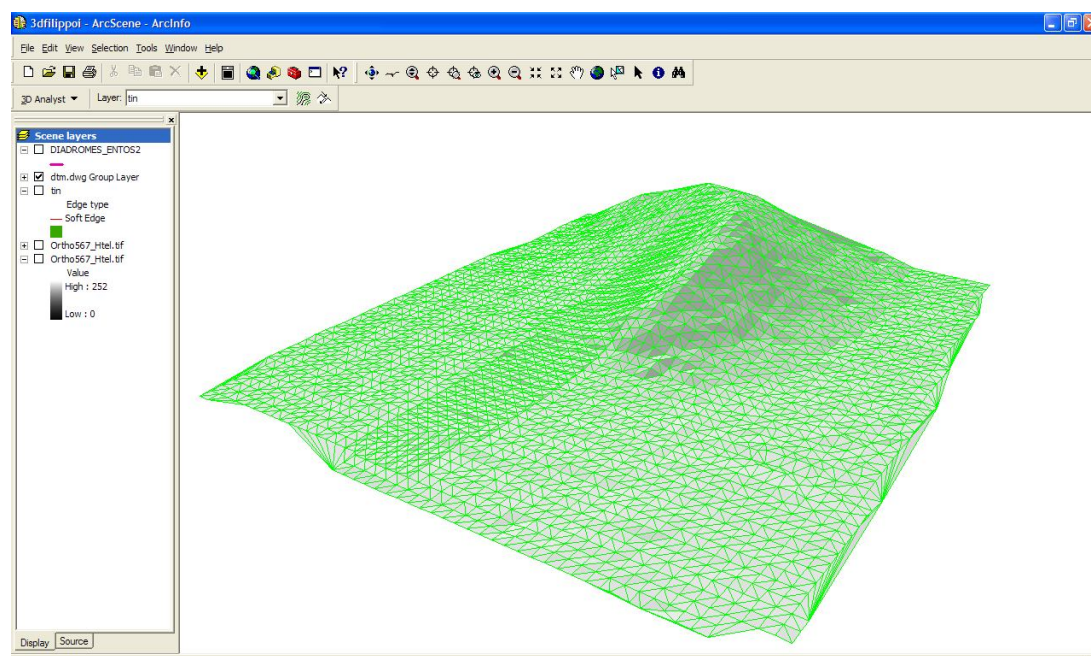 3dfilippoi - ArcScene - ArcInfo
File Edit View Selection Tools Window Help
3D Analyst Layer: tin
Scene layers
DIADROMES_ENTOS2
dtm.dwg Group Layer
tin
Edge type
Soft Edge
Ortho567_Htel.tif
Ortho567_Htel.tif
Value
High : 252
Low : 0
Display Source